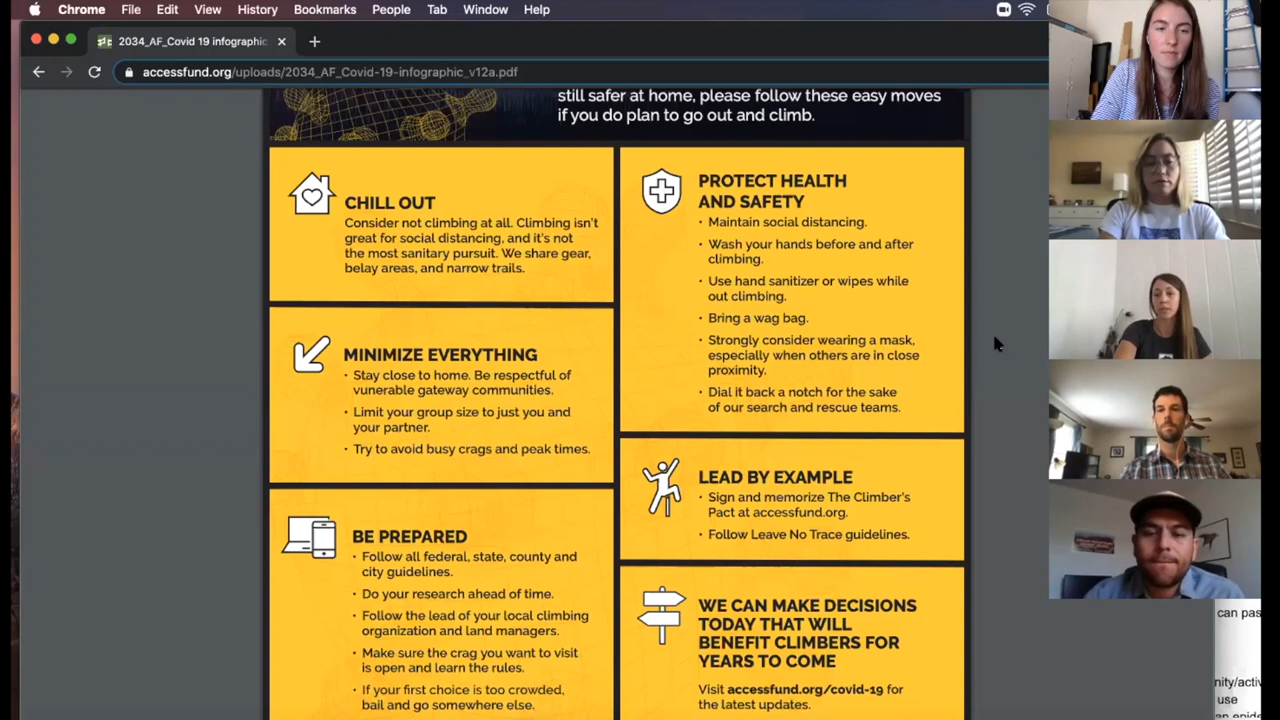 Chrome File Edit View History Bookmarks People Tab Window Help
2034_AF_Covid 19 infographic
accessfund.org/uploads/2034_AF_Covid-19-infographic_v12a.pdf
still safer at home, please follow these easy moves
if you do plan to go out and climb.
CHILL OUT
Consider not climbing at all. Climbing isn't
great for social distancing, and it's not
the most sanitary pursuit. We share gear,
belay areas, and narrow trails.
MINIMIZE EVERYTHING
• Stay close to home. Be respectful of
vunerable gateway communities.
• Limit your group size to just you and
your partner.
• Try to avoid busy crags and peak times.
BE PREPARED
• Follow all federal, state, county and
city guidelines.
• Do your research ahead of time.
• Follow the lead of your local climbing
organization and land managers.
• Make sure the crag you want to visit
is open and learn the rules.
• If your first choice is too crowded,
bail and go somewhere else.
PROTECT HEALTH
AND SAFETY
• Maintain social distancing.
• Wash your hands before and after
climbing.
• Use hand sanitizer or wipes while
out climbing.
• Bring a wag bag.
• Strongly consider wearing a mask,
especially when others are in close
proximity.
• Dial it back a notch for the sake
of our search and rescue teams.
LEAD BY EXAMPLE
• Sign and memorize The Climber's
Pact at accessfund.org.
• Follow Leave No Trace guidelines.
WE CAN MAKE DECISIONS
TODAY THAT WILL
BENEFIT CLIMBERS FOR
YEARS TO COME
Visit accessfund.org/covid-19 for
the latest updates.
can pas
nity/activ
use